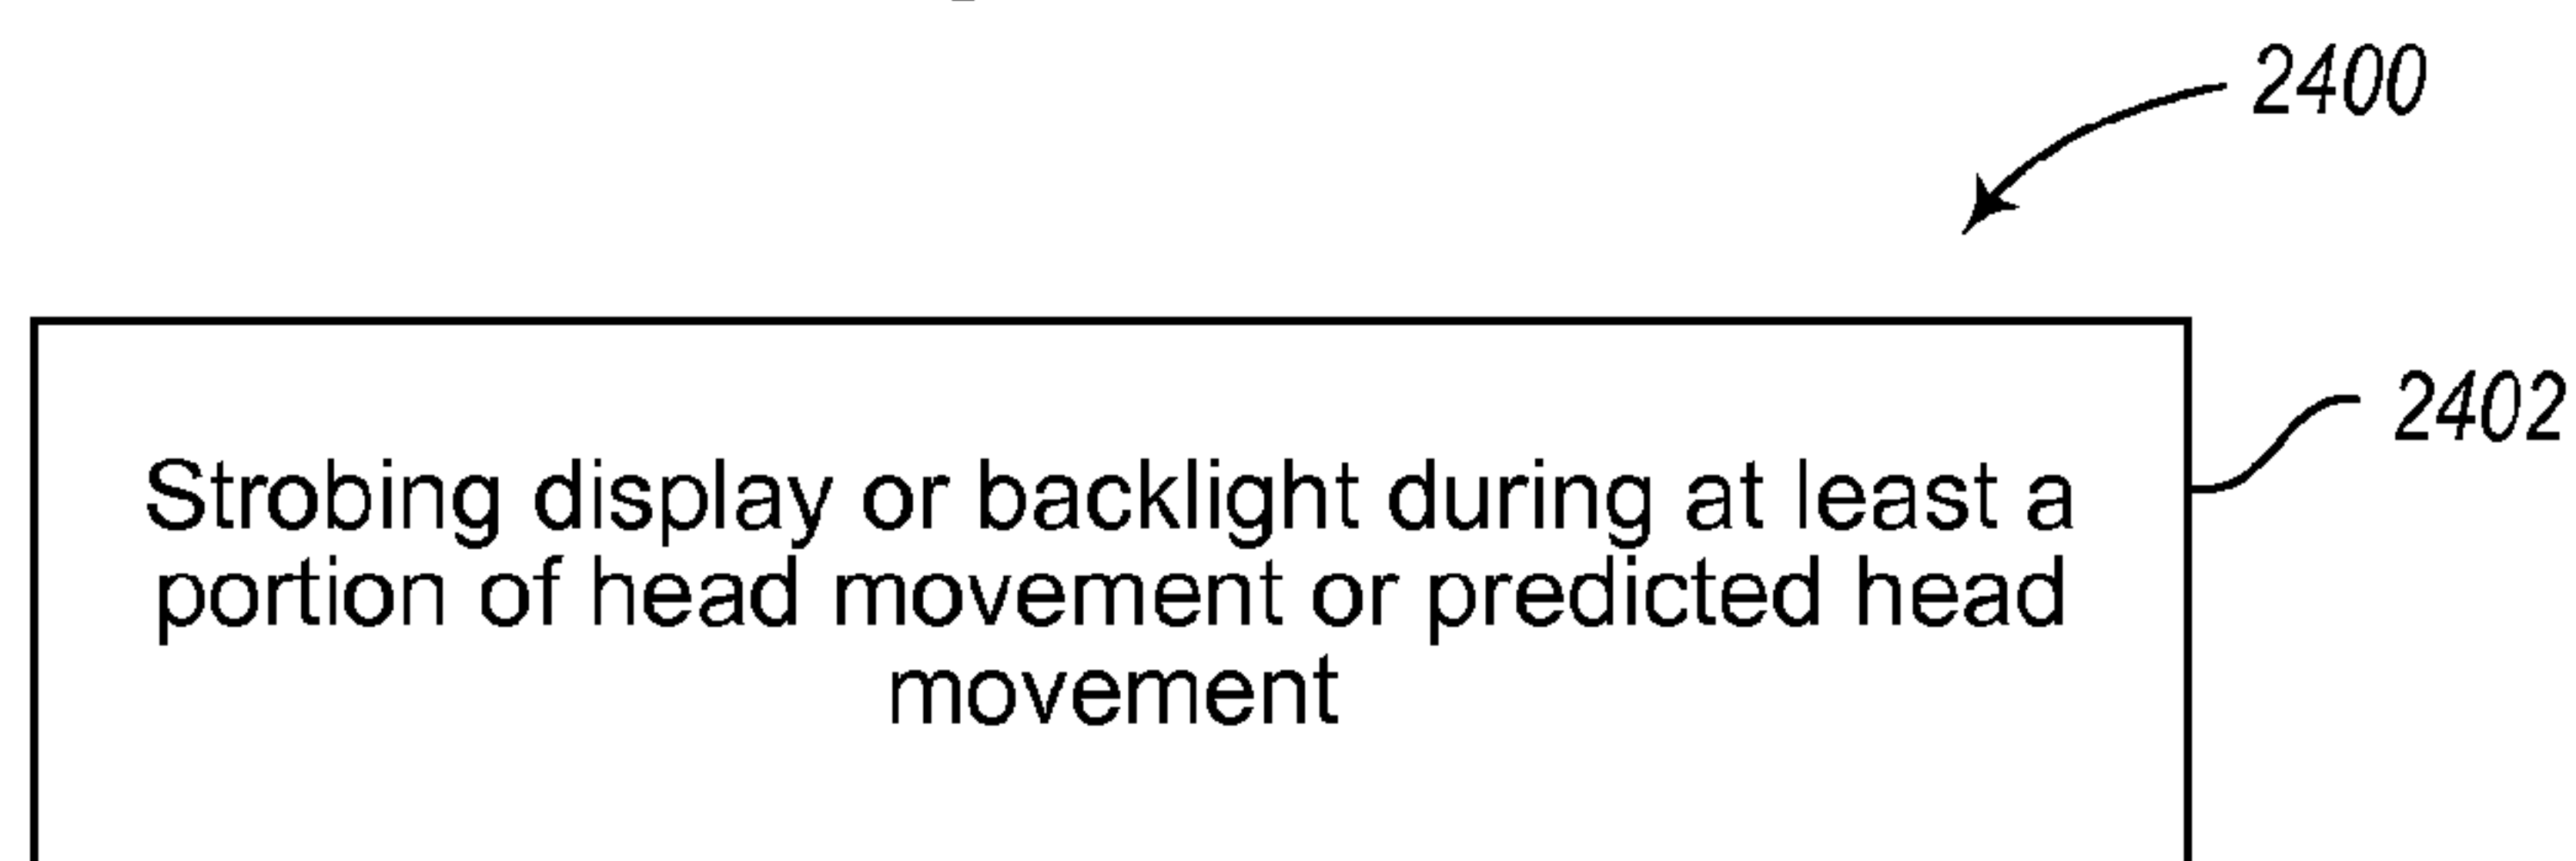 2400
2402
Strobing display or backlight during at least a
portion of head movement or predicted head
movement